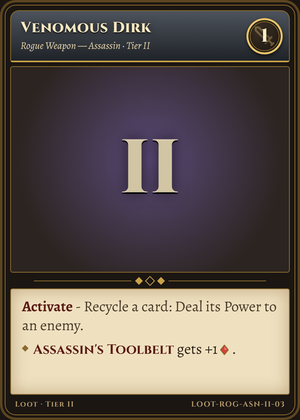 Venomous Dirk
Rogue Weapon — Assassin · Tier II
1
II
Activate - Recycle a card: Deal its Power to
an enemy.
Assassin's Toolbelt gets +1 .
Loot · Tier II
LOOT-ROG-ASN-II-03